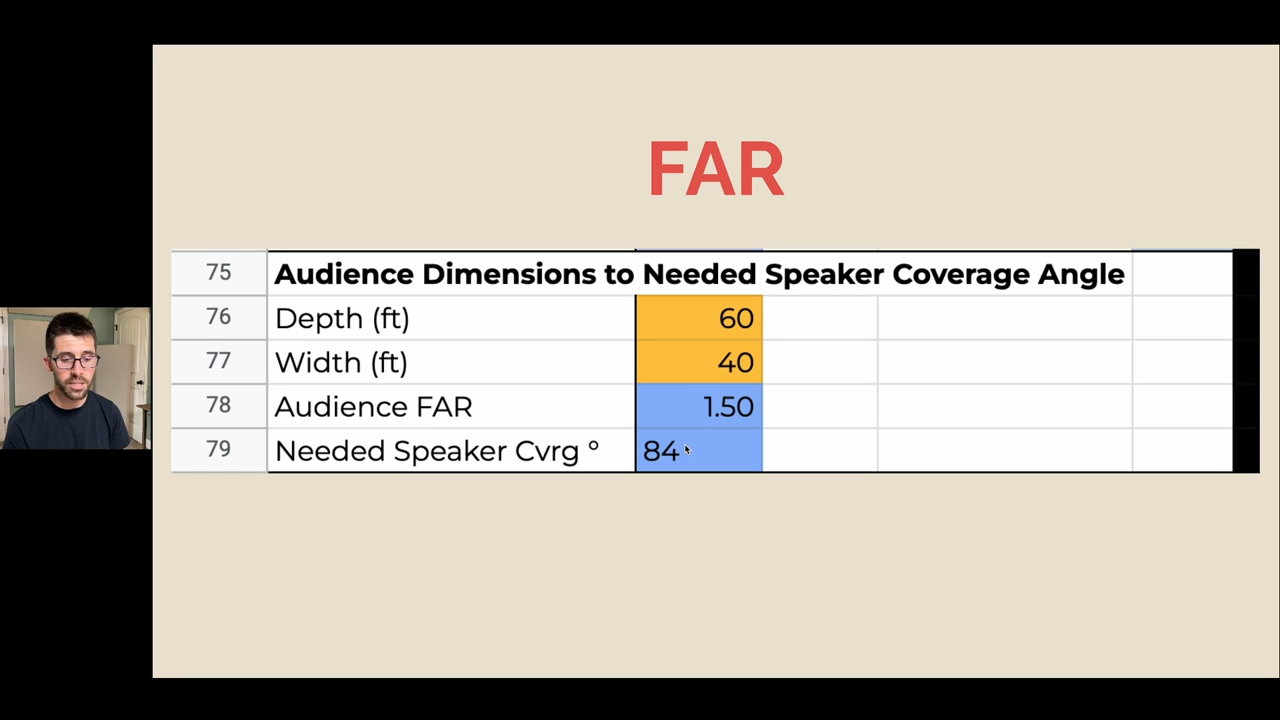 FAR
75 Audience Dimensions to Needed Speaker Coverage Angle
76 Depth (ft) 60
77 Width (ft) 40
78 Audience FAR 1.50
79 Needed Speaker Cvrg ° 84